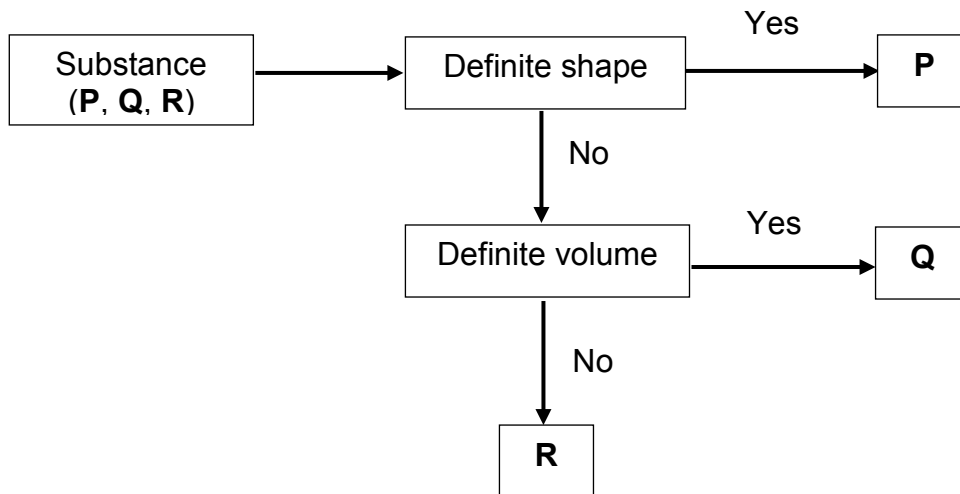 Substance
(P, Q, R)
Definite shape
Yes
P
No
Definite volume
Yes
Q
No
R